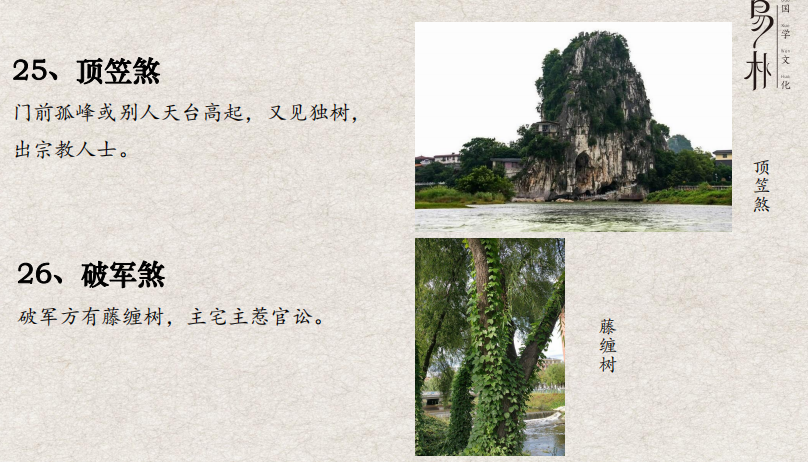 25、顶笠煞
门前孤峰或别人天台高起，又见独树，
出宗教人士。
易林
国学文化
顶笠煞
26、破军煞
破军方有藤缠树，主宅主惹官讼。
藤缠树